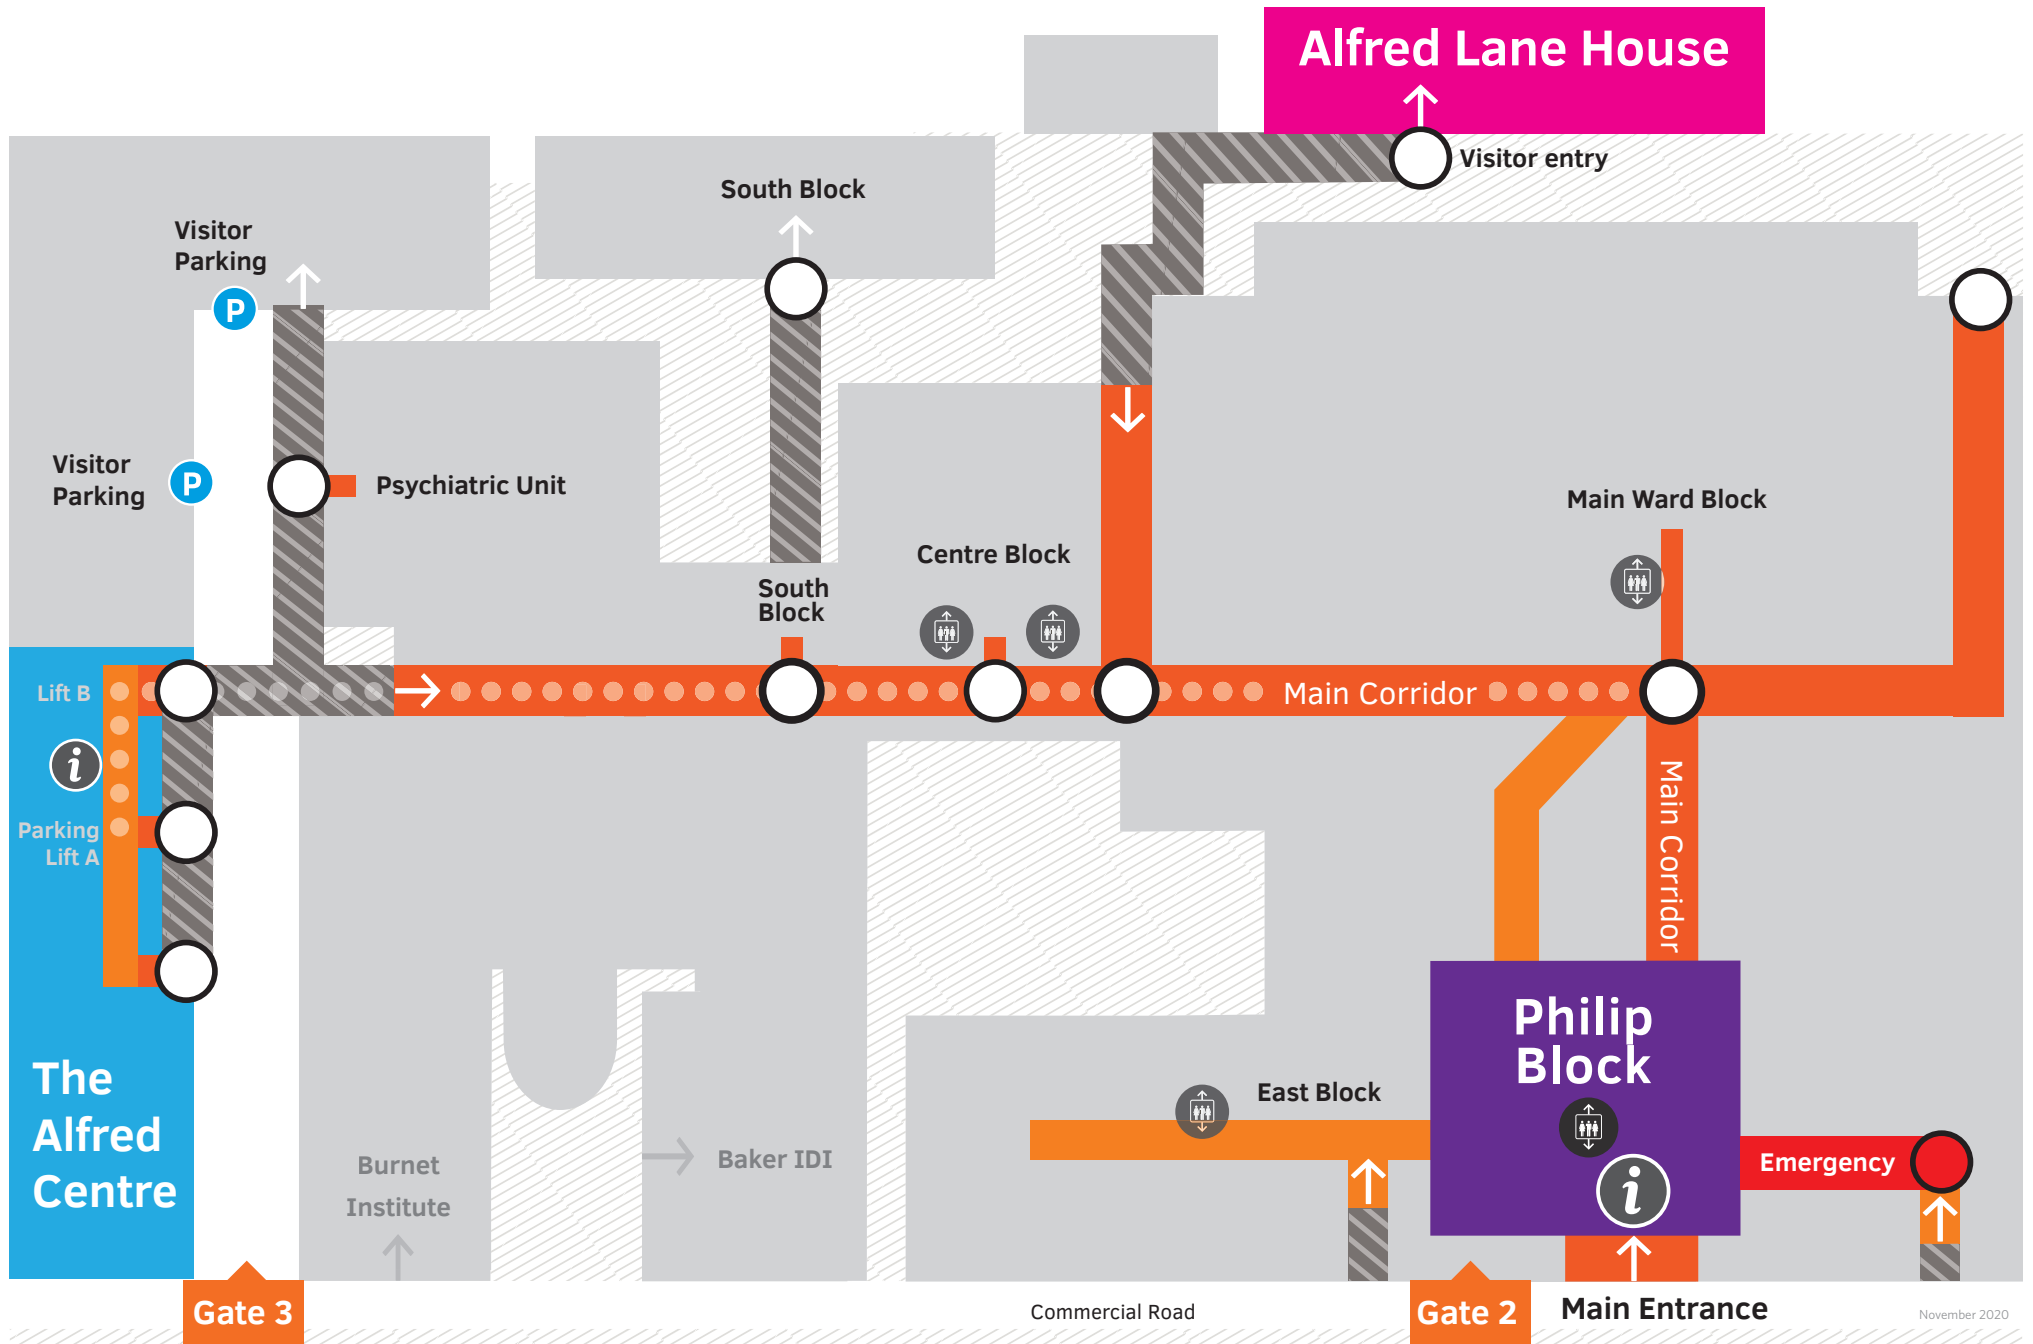 Alfred Lane House
Visitor entry
South Block
Visitor
Parking
P
Visitor
Parking
P
Psychiatric Unit
Main Ward Block
Centre Block
South
Block
Lift B
Main Corridor
i
Main Corridor
Parking
Lift A
Philip
Block
The
Alfred
Centre
East Block
Burnet
Institute
Baker IDI
Emergency
i
Gate 3
Commercial Road
Gate 2
Main Entrance
November 2020